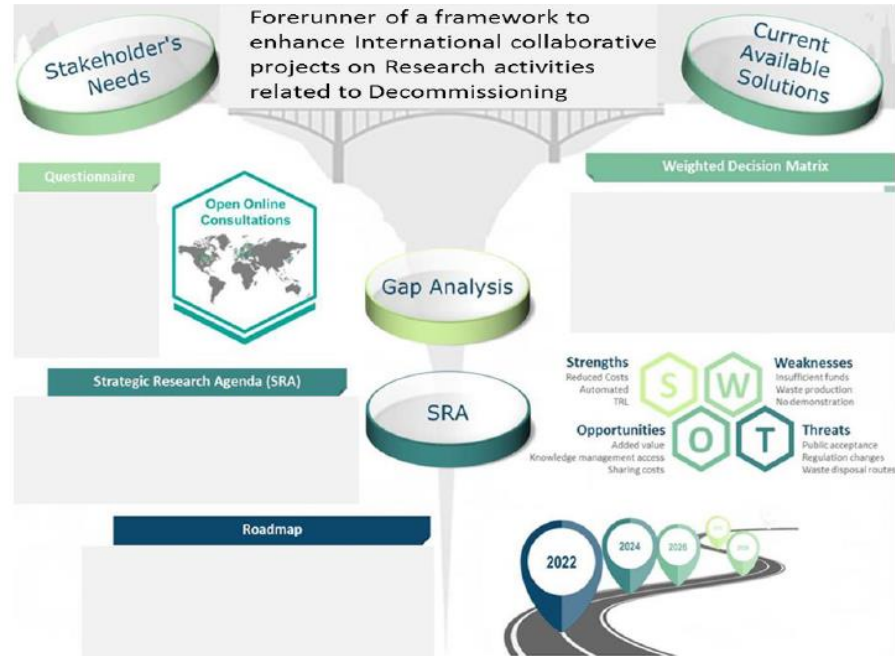 Forerunner of a framework to
enhance International collaborative
projects on Research activities
related to Decommissioning
Stakeholder's
Needs
Current
Available
Solutions
Questionnaire
Open Online
Consultations
Weighted Decision Matrix
Gap Analysis
Strategic Research Agenda (SRA)
SRA
Strengths
Reduced Costs
Automated
TRL
S
W
Weaknesses
Insufficient funds
Waste production
No demonstration
Opportunities
Added value
Knowledge management access
Sharing costs
O
T
Threats
Public acceptance
Regulation changes
Waste disposal routes
Roadmap
2022
2024
2026